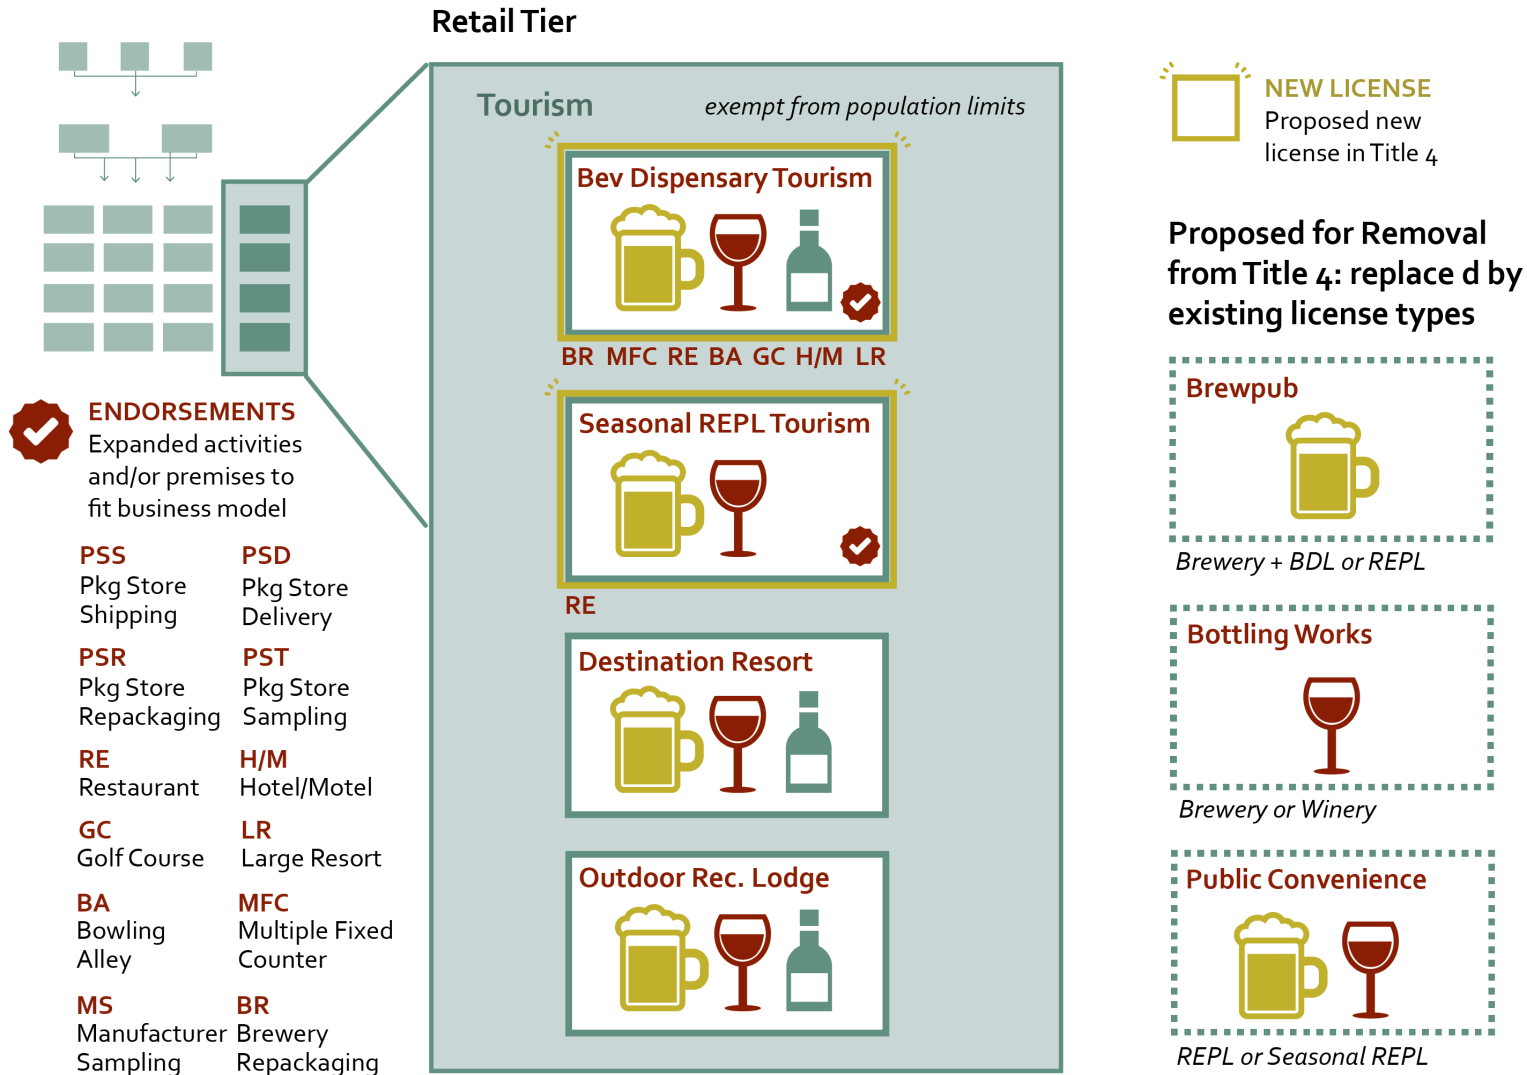 Retail Tier
Tourism
exempt from population limits
Bev Dispensary Tourism
BR MFC RE BA GC H/M LR
Seasonal REPL Tourism
RE
Destination Resort
Outdoor Rec. Lodge
ENDORSEMENTS
Expanded activities
and/or premises to
fit business model
PSS
Pkg Store
Shipping
PSD
Pkg Store
Delivery
PSR
Pkg Store
Repackaging
PST
Pkg Store
Sampling
RE
Restaurant
H/M
Hotel/Motel
GC
Golf Course
LR
Large Resort
BA
Bowling
Alley
MFC
Multiple Fixed
Counter
MS
Manufacturer
Sampling
BR
Brewery
Repackaging
NEW LICENSE
Proposed new
license in Title 4
Proposed for Removal
from Title 4: replace d by
existing license types
Brewpub
Brewery + BDL or REPL
Bottling Works
Brewery or Winery
Public Convenience
REPL or Seasonal REPL